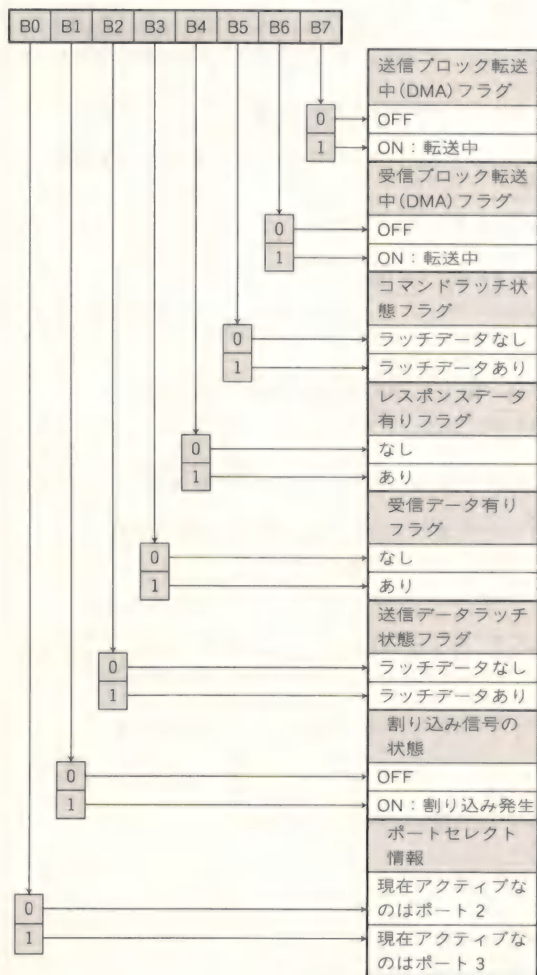 B0 B1 B2 B3 B4 B5 B6 B7
送信ブロック転送
中(DMA)フラグ
0 OFF
1 ON:転送中
受信ブロック転送
中(DMA)フラグ
0 OFF
1 ON:転送中
コマンドラッチ状
態フラグ
0 ラッチデータなし
1 ラッチデータあり
レスポンスデータ
有りフラグ
0 なし
1 あり
受信データ有り
フラグ
0 なし
1 あり
送信データラッチ
状態フラグ
0 ラッチデータなし
1 ラッチデータあり
割り込み信号の
状態
0 OFF
1 ON:割り込み発生
ポートセレクト
情報
現在アクティブな
0 のはポート2
1 現在アクティブな
のはポート3